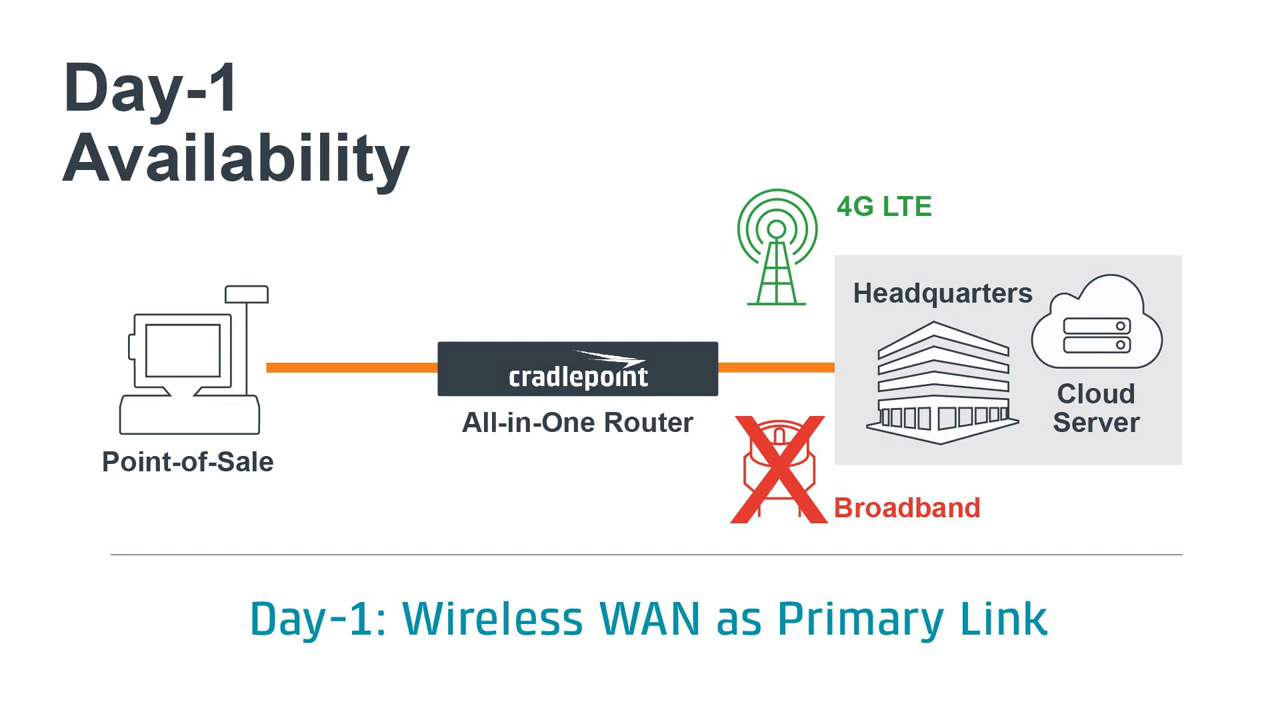 Day-1
Availability
4G LTE
Headquarters
cradlepoint
Cloud
Server
All-in-One Router
Point-of-Sale
Broadband
Day-1: Wireless WAN as Primary Link